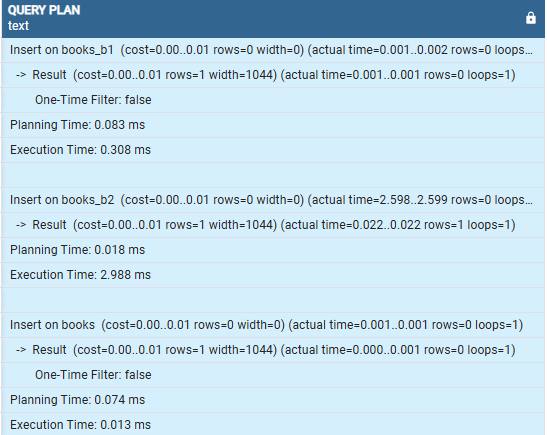 QUERY PLAN
text
Insert on books_b1 (cost=0.00..0.01 rows=0 width=0) (actual time=0.001..0.002 rows=0 loops...
-> Result (cost=0.00..0.01 rows=1 width=1044) (actual time=0.001..0.001 rows=0 loops=1)
One-Time Filter: false
Planning Time: 0.083 ms
Execution Time: 0.308 ms
Insert on books_b2 (cost=0.00..0.01 rows=0 width=0) (actual time=2.598..2.599 rows=0 loops...
-> Result (cost=0.00..0.01 rows=1 width=1044) (actual time=0.022..0.022 rows=1 loops=1)
Planning Time: 0.018 ms
Execution Time: 2.988 ms
Insert on books (cost=0.00..0.01 rows=0 width=0) (actual time=0.001..0.001 rows=0 loops=1)
-> Result (cost=0.00..0.01 rows=1 width=1044) (actual time=0.000..0.001 rows=0 loops=1)
One-Time Filter: false
Planning Time: 0.074 ms
Execution Time: 0.013 ms